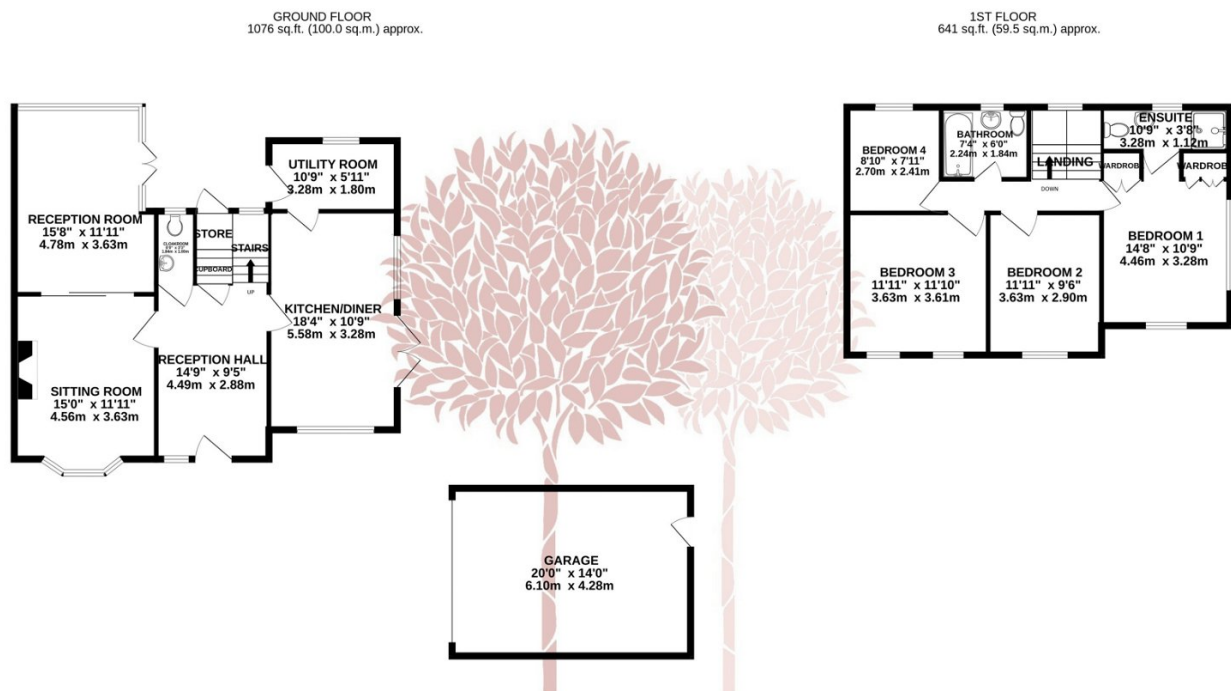 GROUND FLOOR
1076 sq.ft. (100.0 sq.m.) approx.
RECEPTION ROOM
15'8" x 11'11"
4.78m x 3.63m
CLOAKROOM
STORE
STAIRS
CUPBOARD
UP
UTILITY ROOM
10'9" x 5'11"
3.28m x 1.80m
KITCHEN/DINER
18'4" x 10'9"
5.58m x 3.28m
SITTING ROOM
15'0" x 11'11"
4.56m x 3.63m
RECEPTION HALL
14'9" x 9'5"
4.49m x 2.88m
GARAGE
20'0" x 14'0"
6.10m x 4.28m
1ST FLOOR
641 sq.ft. (59.5 sq.m.) approx.
BEDROOM 4
8'10" x 7'11"
2.70m x 2.41m
BATHROOM
7'4" x 6'0"
2.24m x 1.84m
LANDING
DOWN
ENSUITE
10'9" x 3'8"
3.28m x 1.12m
WARDROB
WARDROB
BEDROOM 3
11'11" x 11'10"
3.63m x 3.61m
BEDROOM 2
11'11" x 9'6"
3.63m x 2.90m
BEDROOM 1
14'8" x 10'9"
4.46m x 3.28m